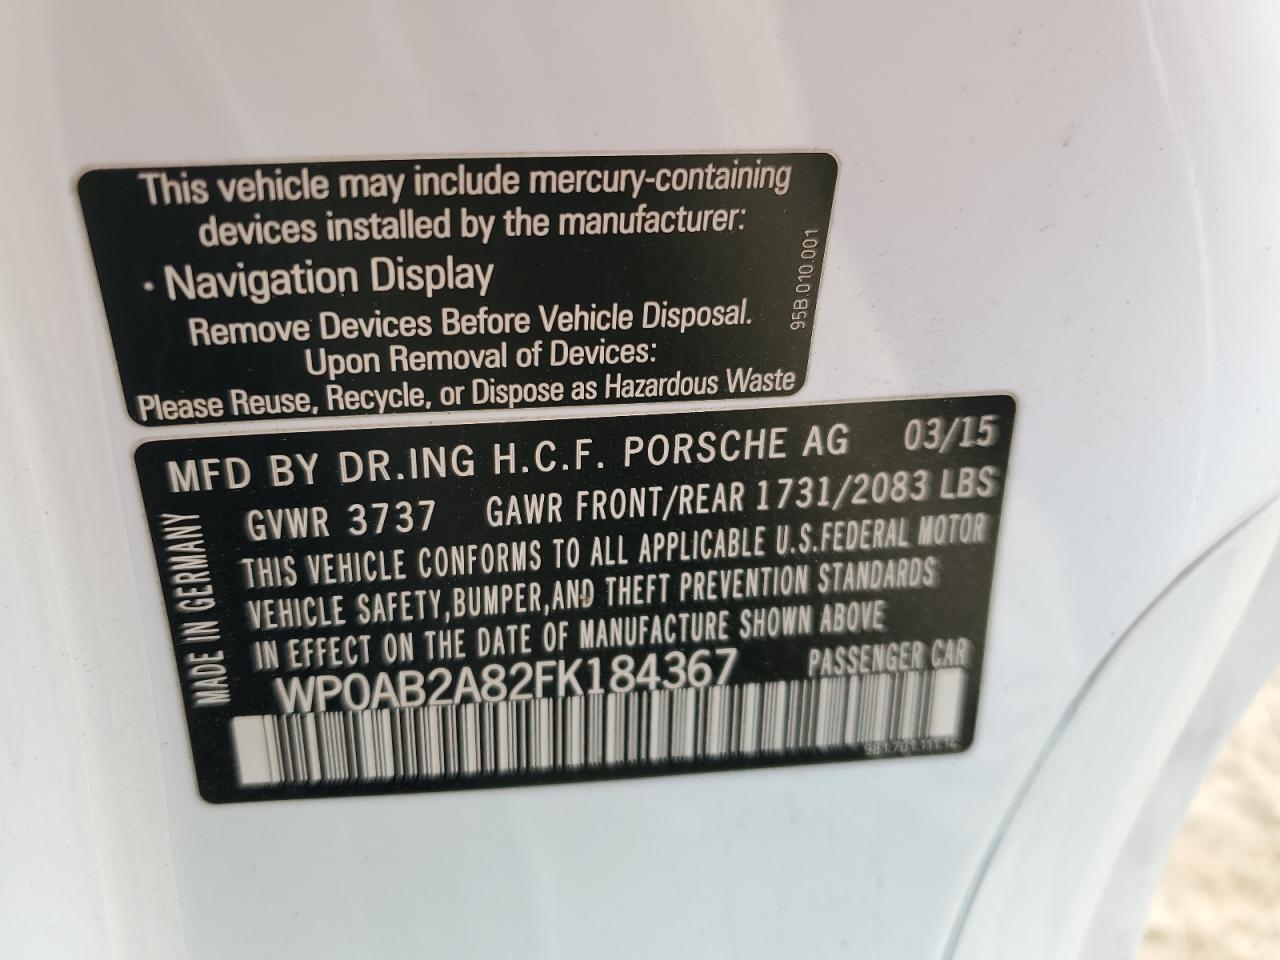 This vehicle may include mercury-containing
devices installed by the manufacturer:
· Navigation Display
Remove Devices Before Vehicle Disposal.
Upon Removal of Devices:
Please Reuse, Recycle, or Dispose as Hazardous Waste
95B.010.001
MFD BY DR.ING H.C.F. PORSCHE AG 03/15
GVWR 3737 GAWR FRONT/REAR 1731/2083 LBS
THIS VEHICLE CONFORMS TO ALL APPLICABLE U.S.FEDERAL MOTOR
VEHICLE SAFETY,BUMPER,AND THEFT PREVENTION STANDARDS
IN EFFECT ON THE DATE OF MANUFACTURE SHOWN ABOVE
WP0AB2A82FK184367 PASSENGER CAR
MADE IN GERMANY
981.701.111.14